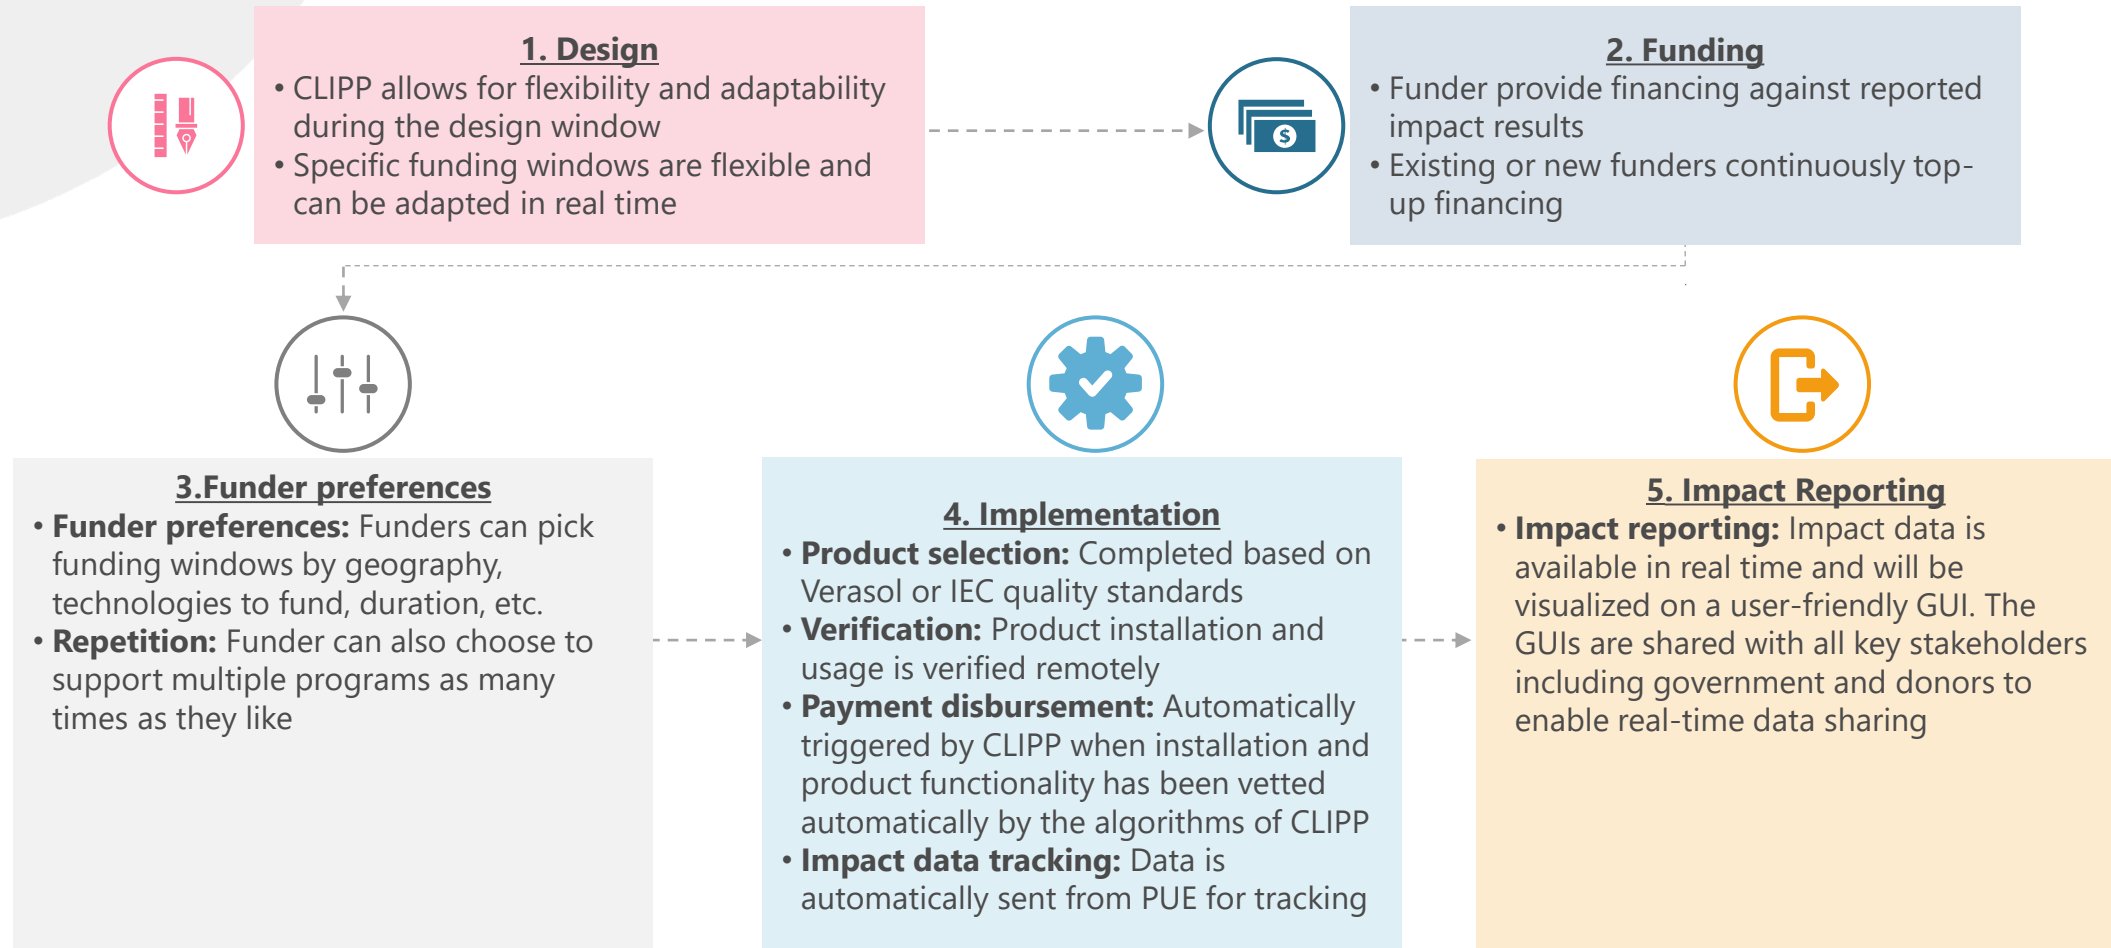 1. Design
• CLIPP allows for flexibility and adaptability
during the design window
• Specific funding windows are flexible and
can be adapted in real time
2. Funding
• Funder provide financing against reported
impact results
• Existing or new funders continuously top-
up financing
$
3.Funder preferences
• Funder preferences: Funders can pick
funding windows by geography,
technologies to fund, duration, etc.
• Repetition: Funder can also choose to
support multiple programs as many
times as they like
4. Implementation
• Product selection: Completed based on
Verasol or IEC quality standards
• Verification: Product installation and
usage is verified remotely
• Payment disbursement: Automatically
triggered by CLIPP when installation and
product functionality has been vetted
automatically by the algorithms of CLIPP
• Impact data tracking: Data is
automatically sent from PUE for tracking
5. Impact Reporting
• Impact reporting: Impact data is
available in real time and will be
visualized on a user-friendly GUI. The
GUIs are shared with all key stakeholders
including government and donors to
enable real-time data sharing